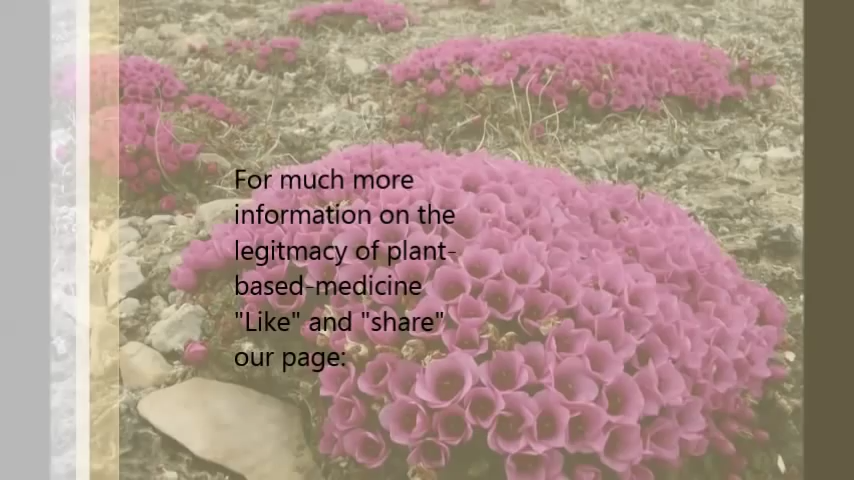 For much more
information on the
legitmacy of plant-
based-medicine
"Like" and "share"
our page: